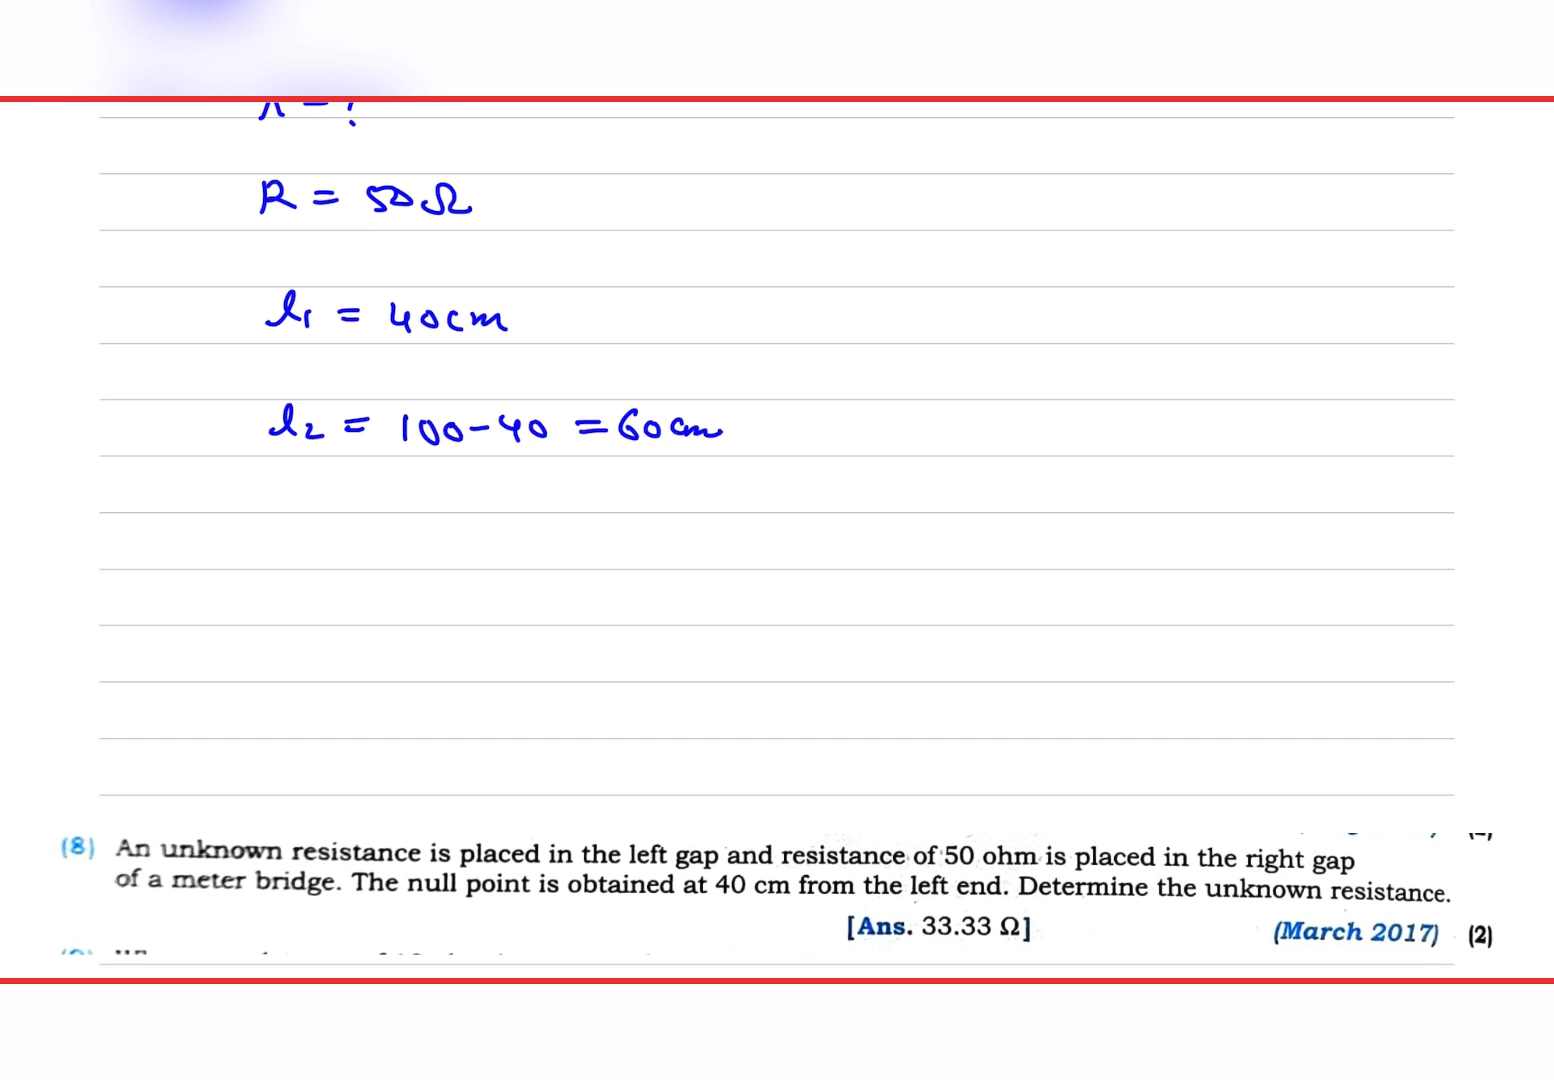 R = 50Ω
l₁ = 40cm
l₂ = 100-40 = 60cm
(8) An unknown resistance is placed in the left gap and resistance of 50 ohm is placed in the right gap
of a meter bridge. The null point is obtained at 40 cm from the left end. Determine the unknown resistance.
[Ans. 33.33 Ω] (March 2017) (2)